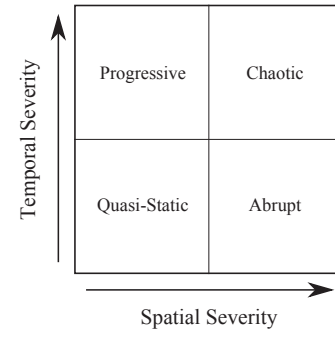 Temporal Severity
Progressive
Chaotic
Quasi-Static
Abrupt
Spatial Severity